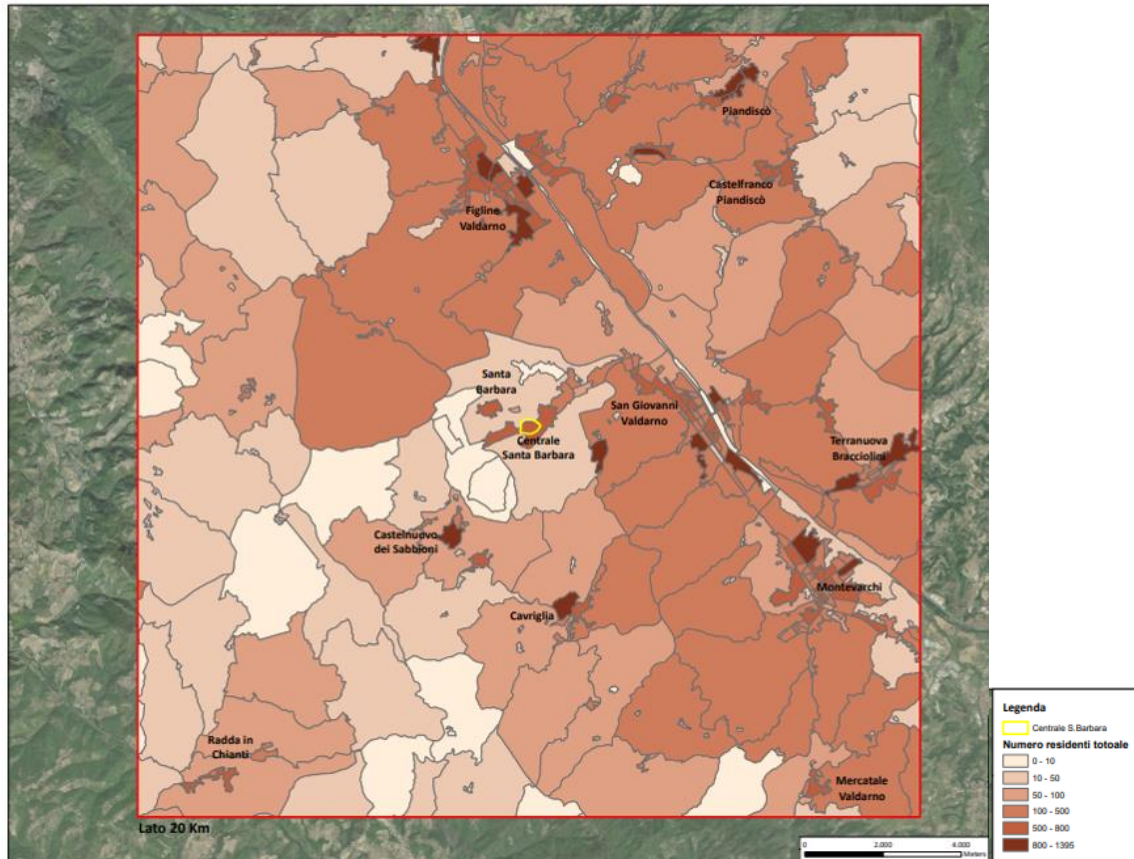 Piandiscò
Castelfranco
Piandiscò
Figline
Valdarno
Santa
Barbara
San Giovanni
Valdarno
Centrale
Santa Barbara
Terranuova
Bracciolini
Castelnuovo
dei Sabbioni
Montevarchi
Cavriglia
Radda in
Chianti
Mercatale
Valdarno
Lato 20 Km
0 2.000 4.000
Meters
Legenda
Centrale S.Barbara
Numero residenti totoale
0 - 10
10 - 50
50 - 100
100 - 500
500 - 800
800 - 1395